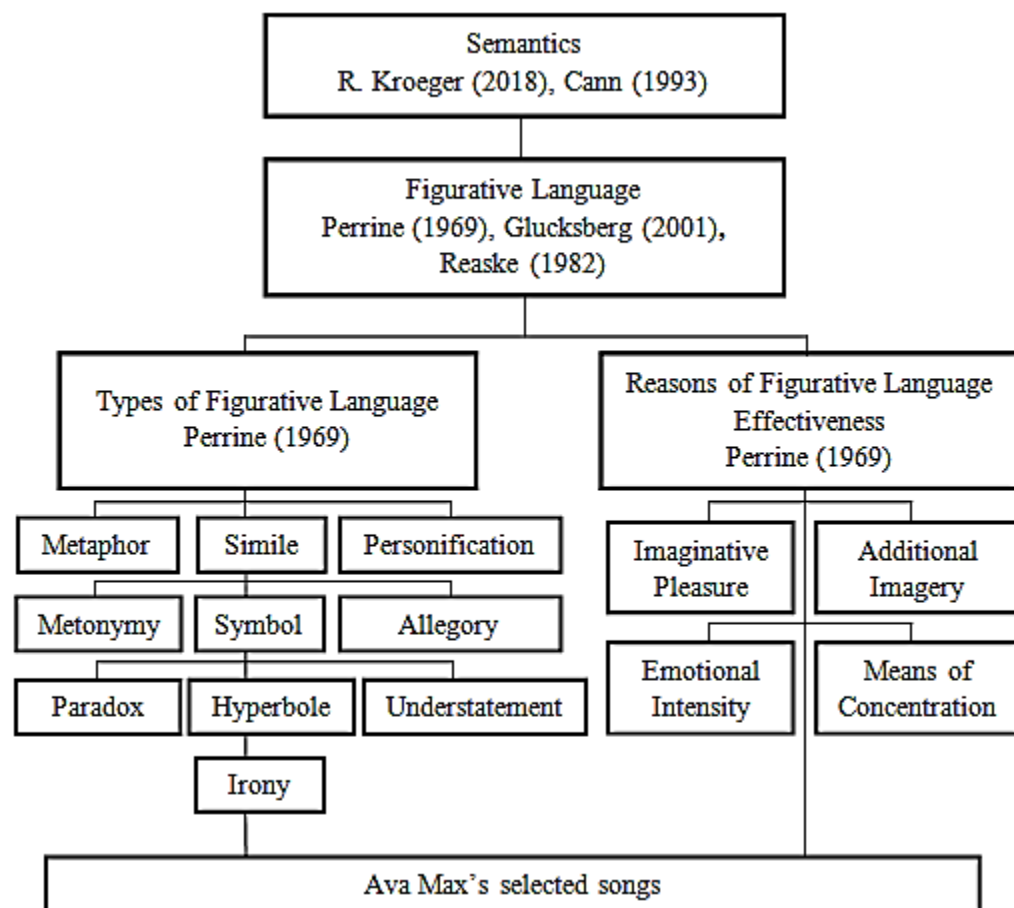 Semantics
R. Kroeger (2018), Cann (1993)
Figurative Language
Perrine (1969), Glucksberg (2001),
Reaske (1982)
Types of Figurative Language
Perrine (1969)
Reasons of Figurative Language
Effectiveness
Perrine (1969)
Metaphor
Simile
Personification
Imaginative
Pleasure
Additional
Imagery
Metonymy
Symbol
Allegory
Paradox
Hyperbole
Understatement
Emotional
Intensity
Means of
Concentration
Irony
Ava Max’s selected songs